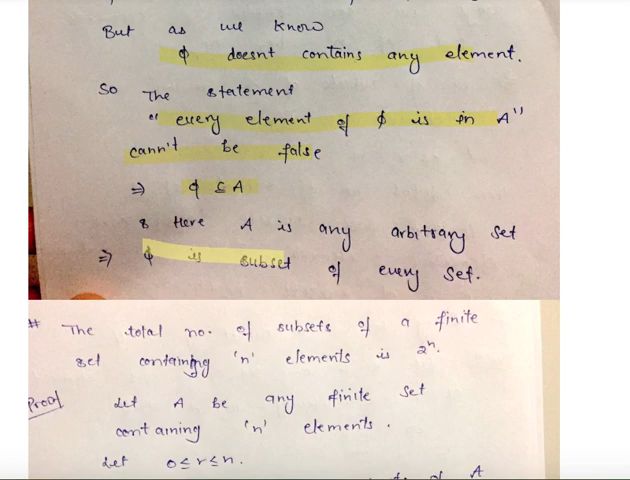 But as we know
ϕ doesnt contains any element.
So The statement
"every element of ϕ is in A"
cann't be false
⇒ ϕ ⊆ A
& Here A is any arbitrary set
⇒ ϕ is subset of every set.
# The total no. of subsets of a finite
set containing 'n' elements is 2ⁿ.
Proof Let A be any finite set
containing 'n' elements.
Let 0≤r≤n.
of A